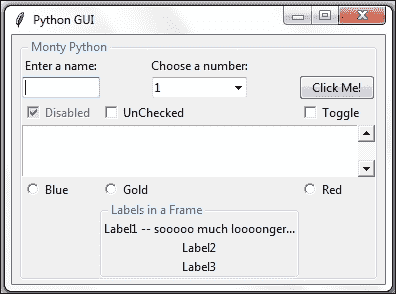 Python GUI
Monty Python
Enter a name: Choose a number:
1 Click Me!
Disabled UnChecked Toggle
Blue Gold Red
Labels in a Frame
Label1 -- sooooo much loooonger...
Label2
Label3